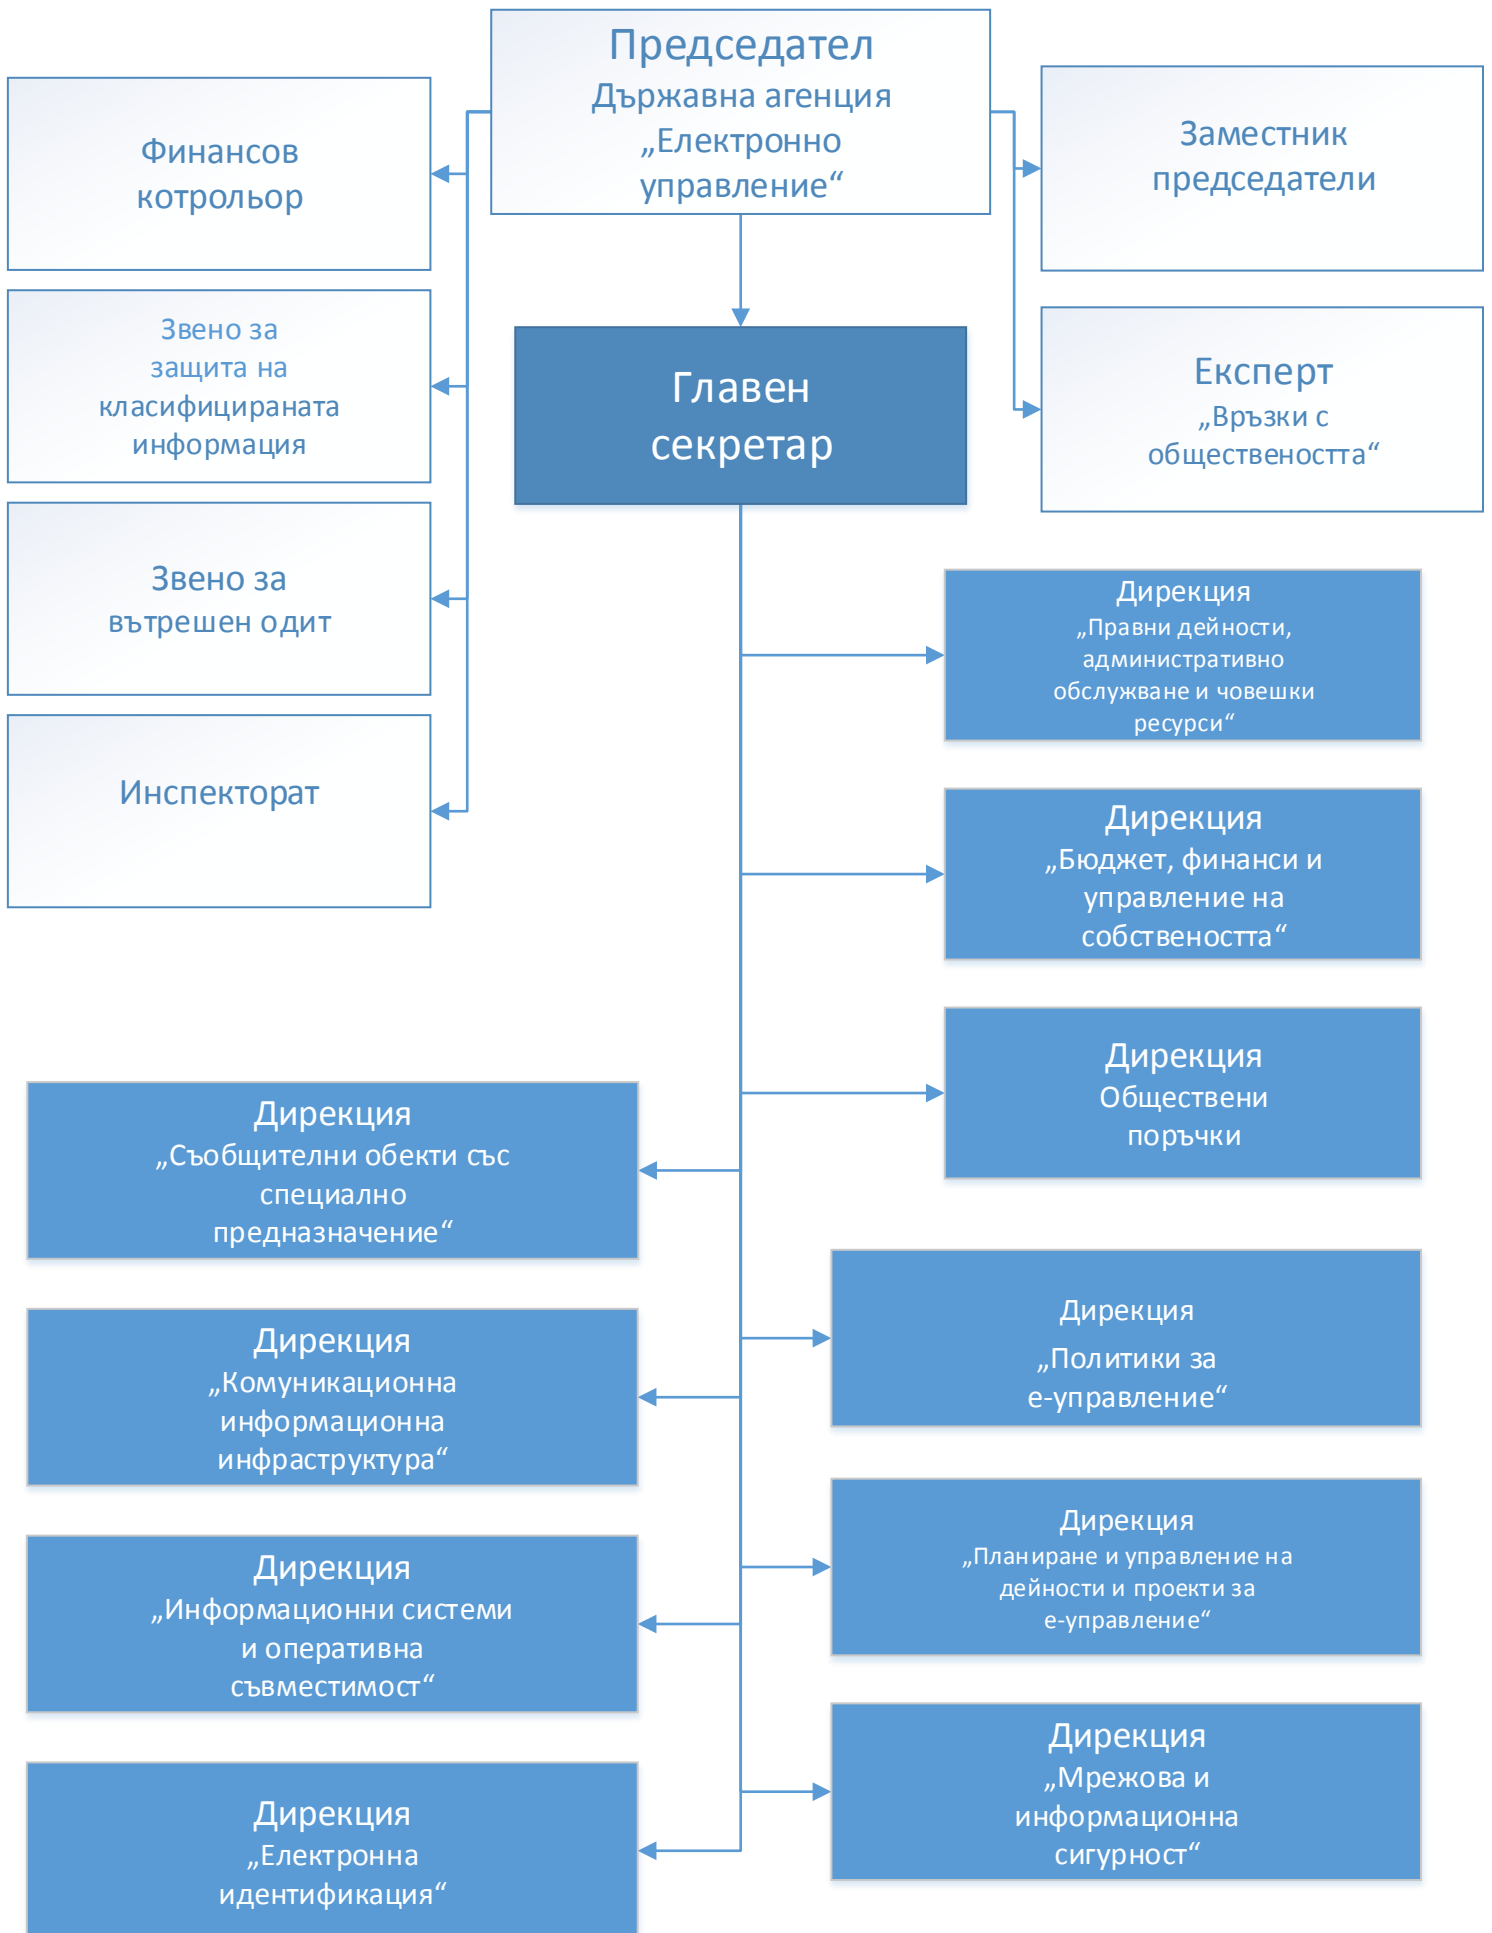 Председател
Държавна агенция
„Електронно
управление“
Финансов
котрольор
Заместник
председатели
Звено за
защита на
класифицираната
информация
Главен
секретар
Експерт
„Връзки с
обществеността“
Звено за
вътрешен одит
Инспекторат
Дирекция
„Правни дейности,
административно
обслужване и човешки
ресурси“
Дирекция
„Бюджет, финанси и
управление на
собствеността“
Дирекция
Обществени
поръчки
Дирекция
„Съобщителни обекти със
специално
предназначение“
Дирекция
„Политики за
е-управление“
Дирекция
„Комуникационна
информационна
инфраструктура“
Дирекция
„Планиране и управление на
дейности и проекти за
е-управление“
Дирекция
„Информационни системи
и оперативна
съвместимост“
Дирекция
„Мрежова и
информационна
сигурност“
Дирекция
„Електронна
идентификация“